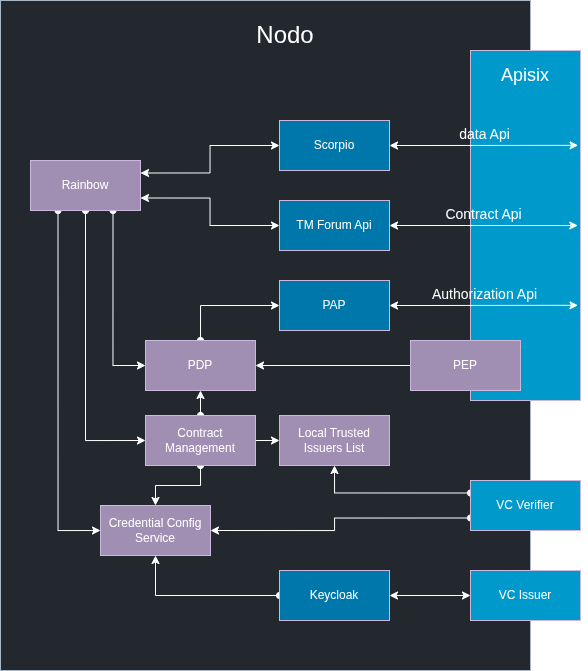 Nodo
Apisix
data Api
Scorpio
Rainbow
Contract Api
TM Forum Api
Authorization Api
PAP
PDP
PEP
Contract
Management
Local Trusted
Issuers List
VC Verifier
Credential Config
Service
Keycloak
VC Issuer